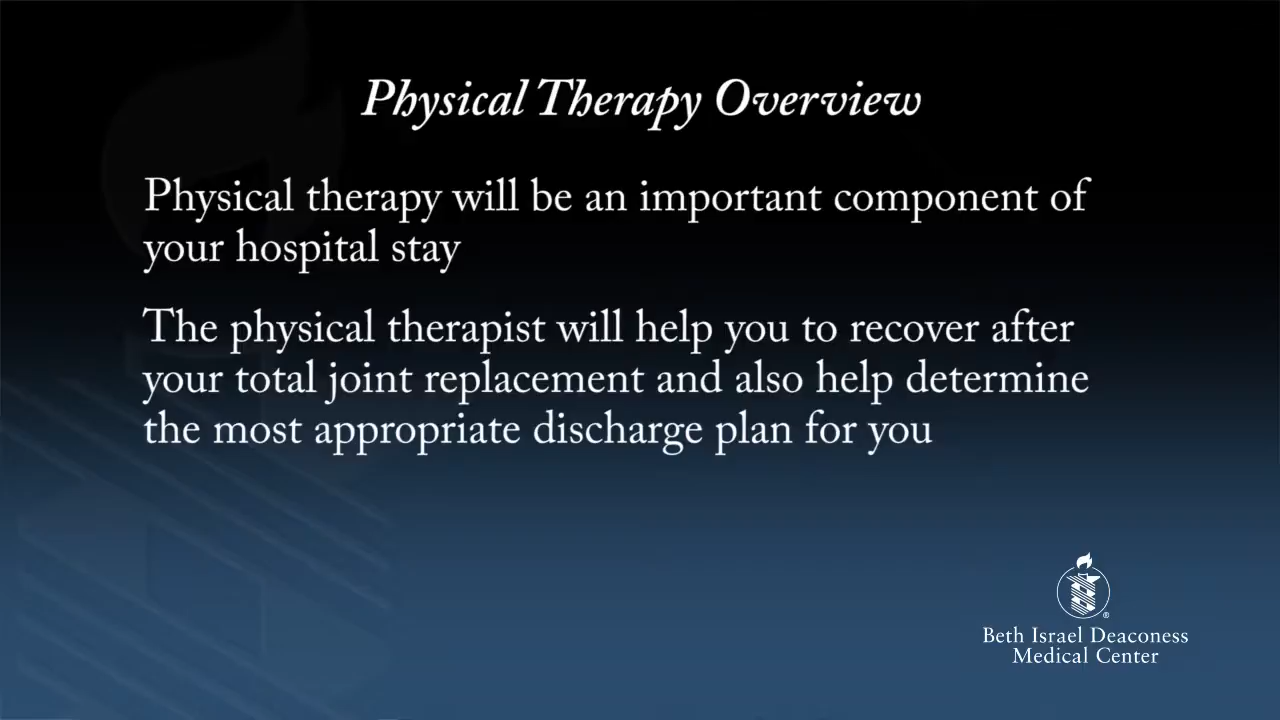 Physical Therapy Overview
Physical therapy will be an important component of
your hospital stay
The physical therapist will help you to recover after
your total joint replacement and also help determine
the most appropriate discharge plan for you
®
Beth Israel Deaconess
Medical Center